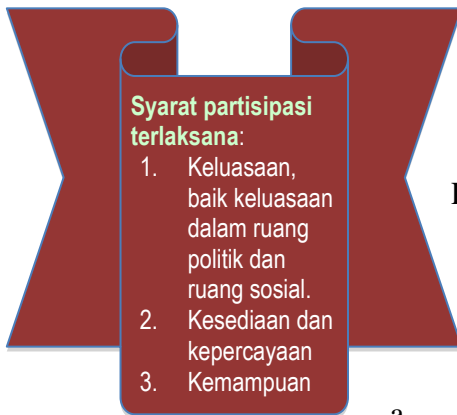 Syarat partisipasi
terlaksana:
1. Keluasaan,
baik keluasaan
dalam ruang
politik dan
ruang sosial.
2. Kesediaan dan
kepercayaan
3. Kemampuan